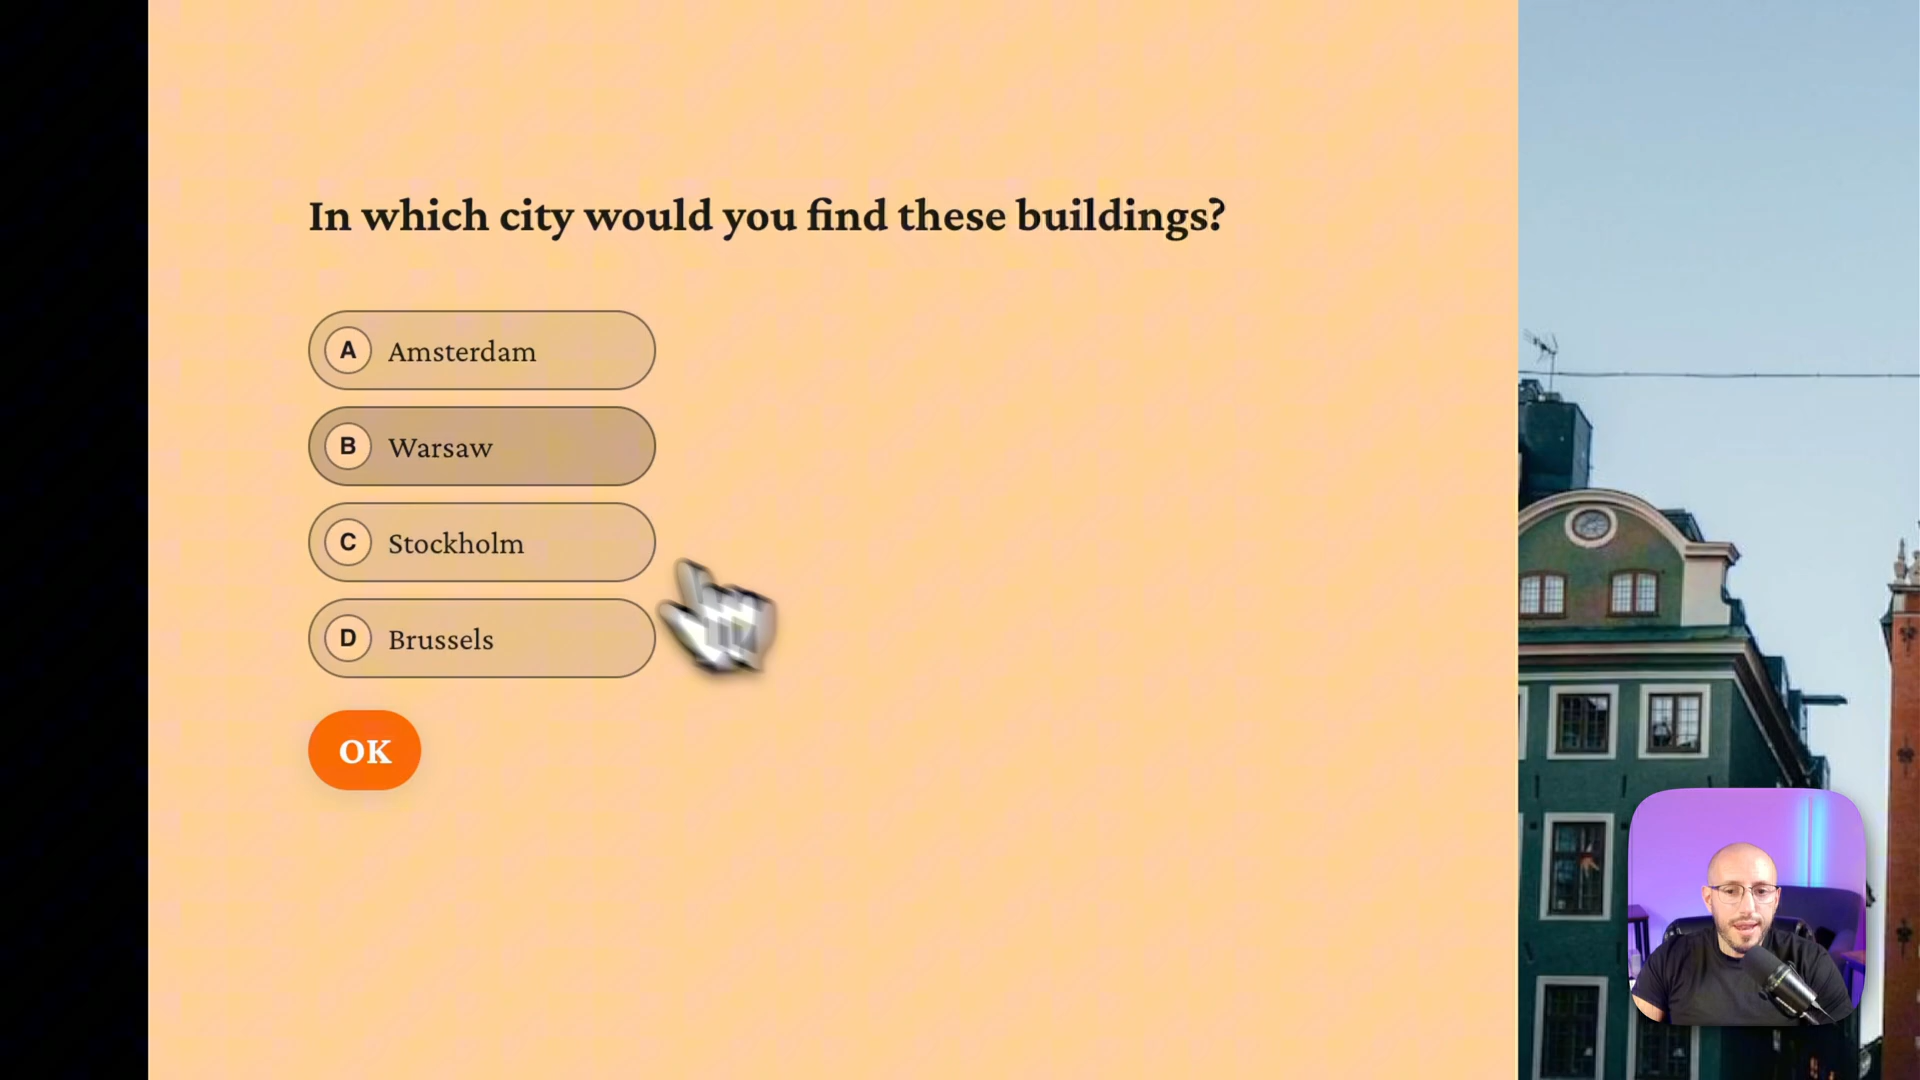 In which city would you find these buildings?
A Amsterdam
B Warsaw
C Stockholm
D Brussels
OK